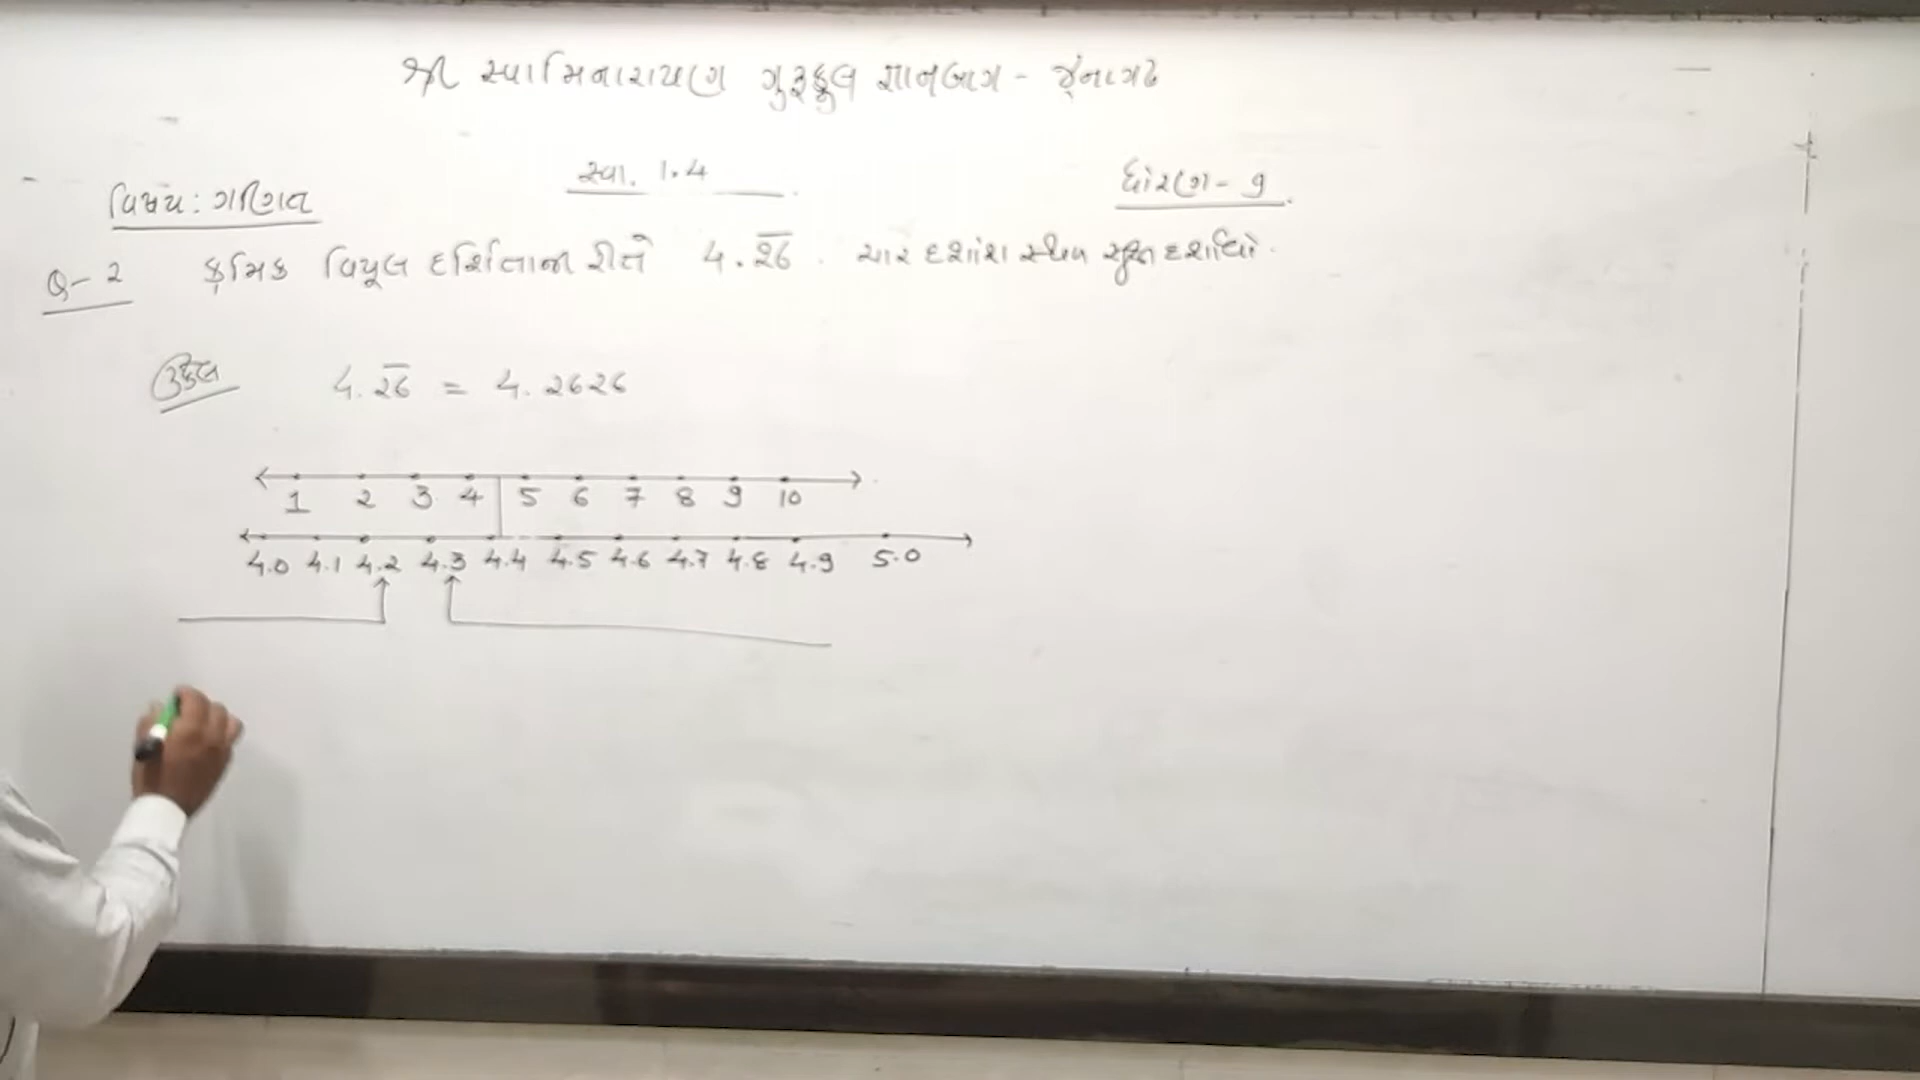 શ્રી સ્વામિનારાયણ ગુરુકુલ જ્ઞાનબાગ - જૂનાગઢ
વિષય : ગણિત
સ્વા. 1.4
ધોરણ - 9
Q-2 ક્રમિક વિપુલ દર્શિતાની રીતે 4.2̅6̅ ચાર દશાંશ સ્થળ સુધી દર્શાવો.
ઉકેલ 4.2̅6̅ = 4.2626
1 2 3 4 5 6 7 8 9 10
4.0 4.1 4.2 4.3 4.4 4.5 4.6 4.7 4.8 4.9 5.0